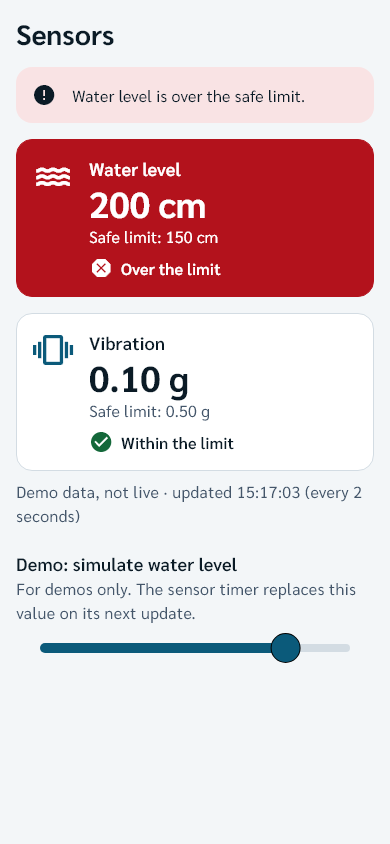 Sensors
Water level is over the safe limit.
Water level
200 cm
Safe limit: 150 cm
Over the limit
Vibration
0.10 g
Safe limit: 0.50 g
Within the limit
Demo data, not live · updated 15:17:03 (every 2
seconds)
Demo: simulate water level
For demos only. The sensor timer replaces this
value on its next update.